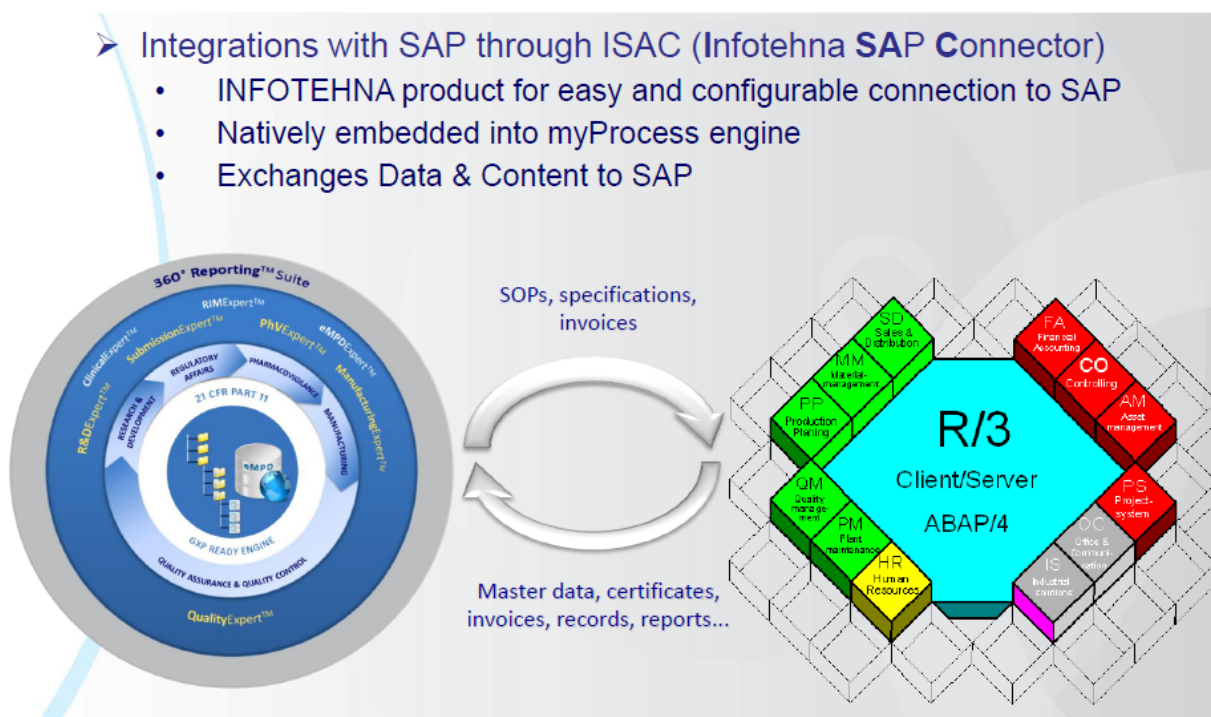 ➢ Integrations with SAP through ISAC (Infotehna SAP Connector)
• INFOTEHNA product for easy and configurable connection to SAP
• Natively embedded into myProcess engine
• Exchanges Data & Content to SAP
360° Reporting™ Suite
RIMExpert™
SubmissionExpert™
PhVExpert™
ClinicalExpert™
eMPDExpert™
R&DExpert™
ManufacturingExpert™
REGULATORY
AFFAIRS
PHARMACOVIGILANCE
RESEARCH &
DEVELOPMENT
MANUFACTURING
21 CFR PART 11
eMPD
GXP READY ENGINE
QUALITY ASSURANCE & QUALITY CONTROL
QualityExpert™
SOPs, specifications,
invoices
Master data, certificates,
invoices, records, reports...
SD
Sales &
Distribution
MM
Material-
management
PP
Production
Planing
QM
Quality
manage-
ment
PM
Plant
maintenance
HR
Human
Resources
R/3
Client/Server
ABAP/4
FA
Financial
Accounting
CO
Controlling
AM
Asset
management
PS
Project-
system
OC
Office &
Communi-
cation
IS
Industrial
solutions